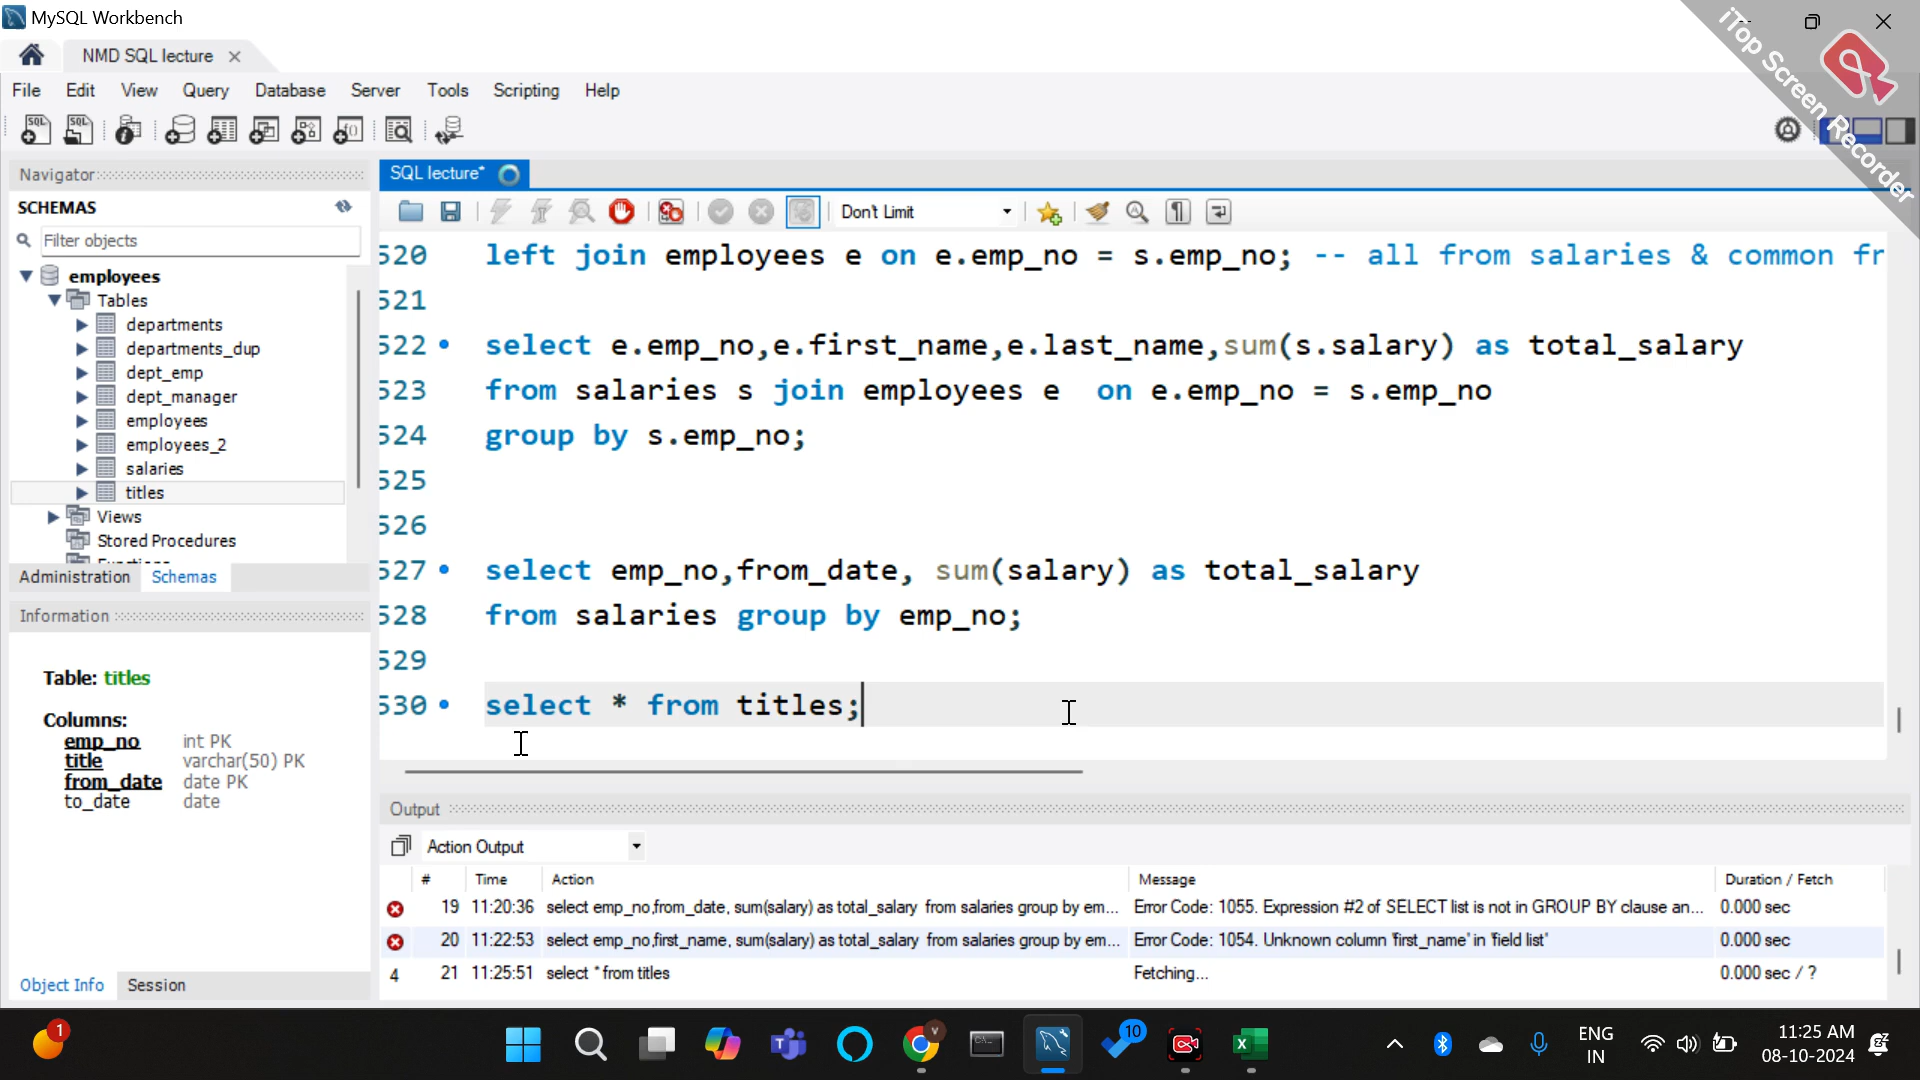 MySQL Workbench
NMD SQL lecture
File Edit View Query Database Server Tools Scripting Help
iTop Screen Recorder
Navigator
SCHEMAS
Filter objects
employees
Tables
departments
departments_dup
dept_emp
dept_manager
employees
employees_2
salaries
titles
Views
Stored Procedures
Administration Schemas
Information
Table: titles
Columns:
emp_no int PK
title varchar(50) PK
from_date date PK
to_date date
Object Info Session
SQL lecture*
Don't Limit
520 left join employees e on e.emp_no = s.emp_no; -- all from salaries & common fr
521
522 select e.emp_no,e.first_name,e.last_name,sum(s.salary) as total_salary
523 from salaries s join employees e  on e.emp_no = s.emp_no
524 group by s.emp_no;
525
526
527 select emp_no,from_date, sum(salary) as total_salary
528 from salaries group by emp_no;
529
530 select * from titles;
Output
Action Output
# Time Action Message Duration / Fetch
19 11:20:36 select emp_no,from_date, sum(salary) as total_salary from salaries group by em... Error Code: 1055. Expression #2 of SELECT list is not in GROUP BY clause an... 0.000 sec
20 11:22:53 select emp_no,first_name, sum(salary) as total_salary from salaries group by em... Error Code: 1054. Unknown column 'first_name' in 'field list' 0.000 sec
4 21 11:25:51 select * from titles Fetching... 0.000 sec / ?
1
10
ENG
IN
11:25 AM
08-10-2024